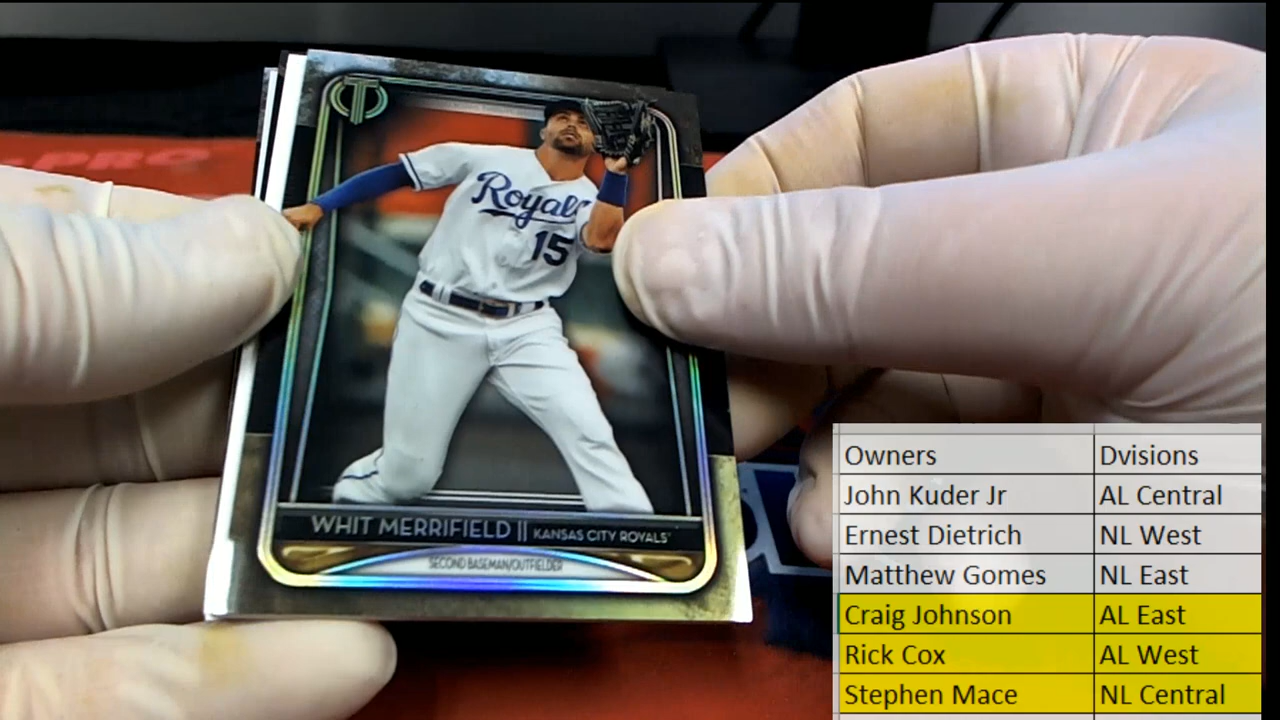 -PRO
T
Royals
15
WHIT MERRIFIELD || KANSAS CITY ROYALS
SECOND BASEMAN/OUTFIELDER
Owners Dvisions
John Kuder Jr AL Central
Ernest Dietrich NL West
Matthew Gomes NL East
Craig Johnson AL East
Rick Cox AL West
Stephen Mace NL Central